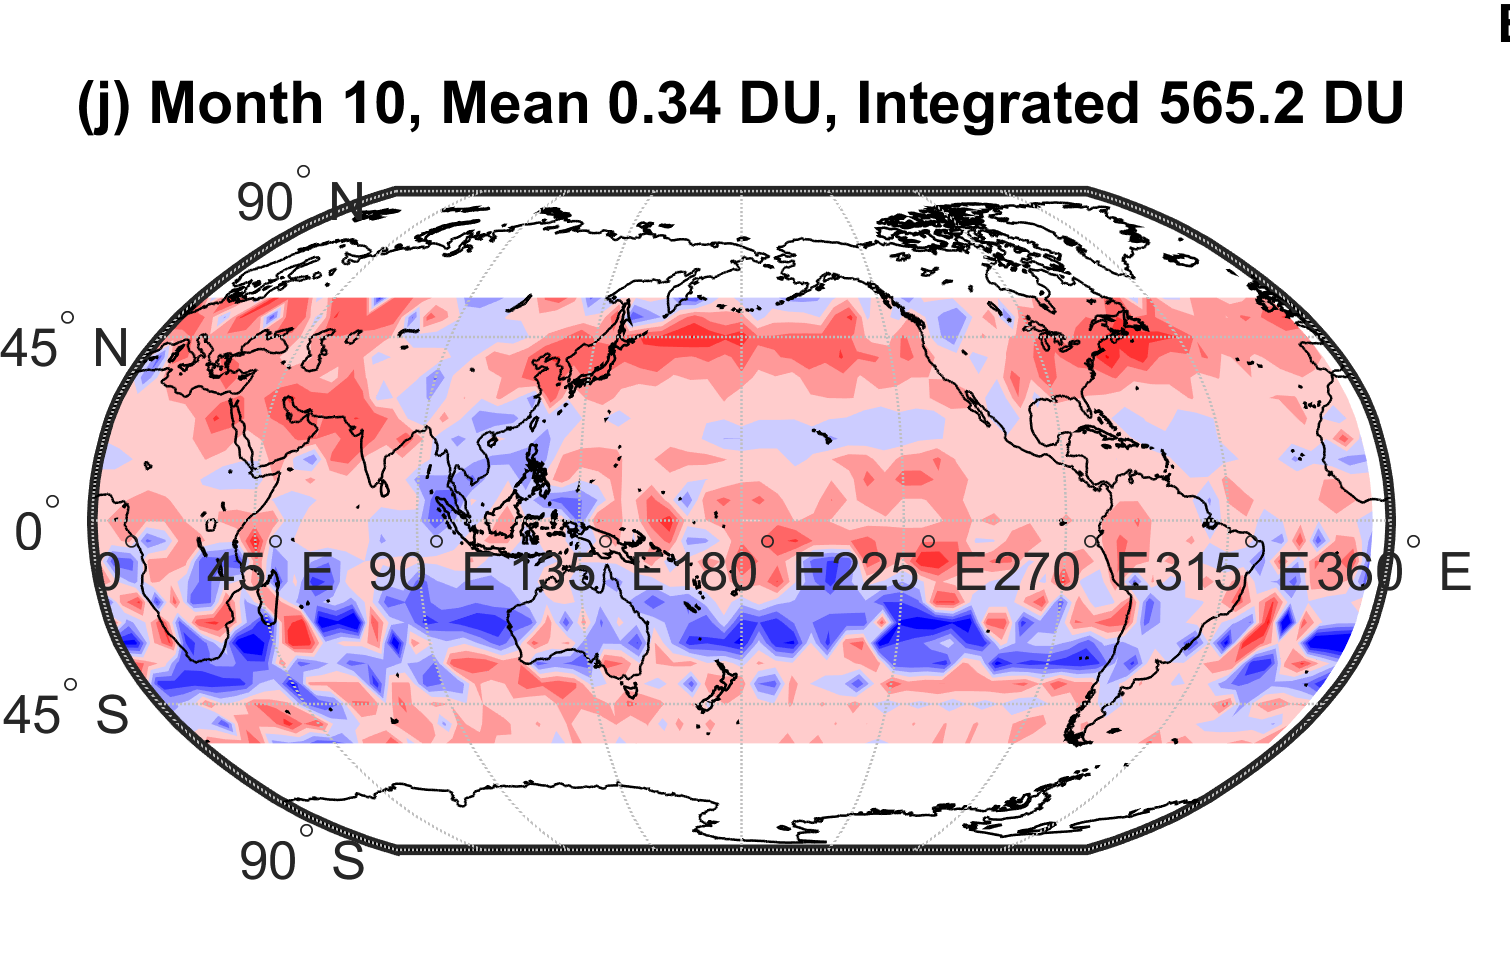 E
(j) Month 10, Mean 0.34 DU, Integrated 565.2 DU
90° N
45° N
0°
0° 45° E 90° E 135° E 180° E 225° E 270° E 315° E 360° E
45° S
90° S